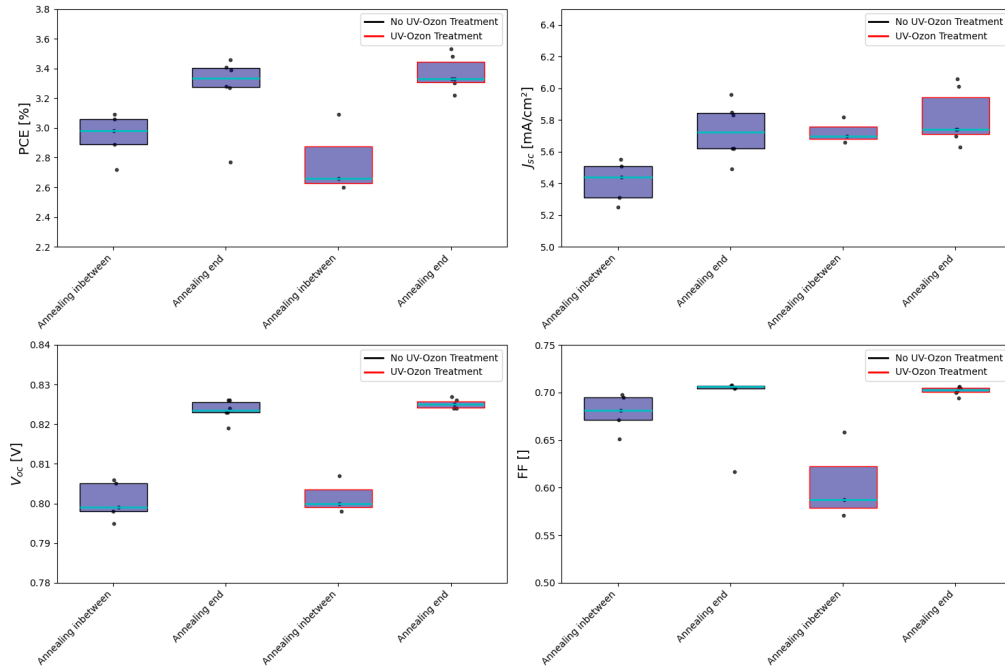 PCE [%]
3.8
3.6
3.4
3.2
3.0
2.8
2.6
2.4
2.2
No UV-Ozon Treatment
UV-Ozon Treatment
Annealing inbetween
Annealing end
Annealing inbetween
Annealing end
Jsc [mA/cm²]
6.4
6.2
6.0
5.8
5.6
5.4
5.2
5.0
No UV-Ozon Treatment
UV-Ozon Treatment
Annealing inbetween
Annealing end
Annealing inbetween
Annealing end
Voc [V]
0.84
0.83
0.82
0.81
0.80
0.79
0.78
No UV-Ozon Treatment
UV-Ozon Treatment
Annealing inbetween
Annealing end
Annealing inbetween
Annealing end
FF []
0.75
0.70
0.65
0.60
0.55
0.50
No UV-Ozon Treatment
UV-Ozon Treatment
Annealing inbetween
Annealing end
Annealing inbetween
Annealing end